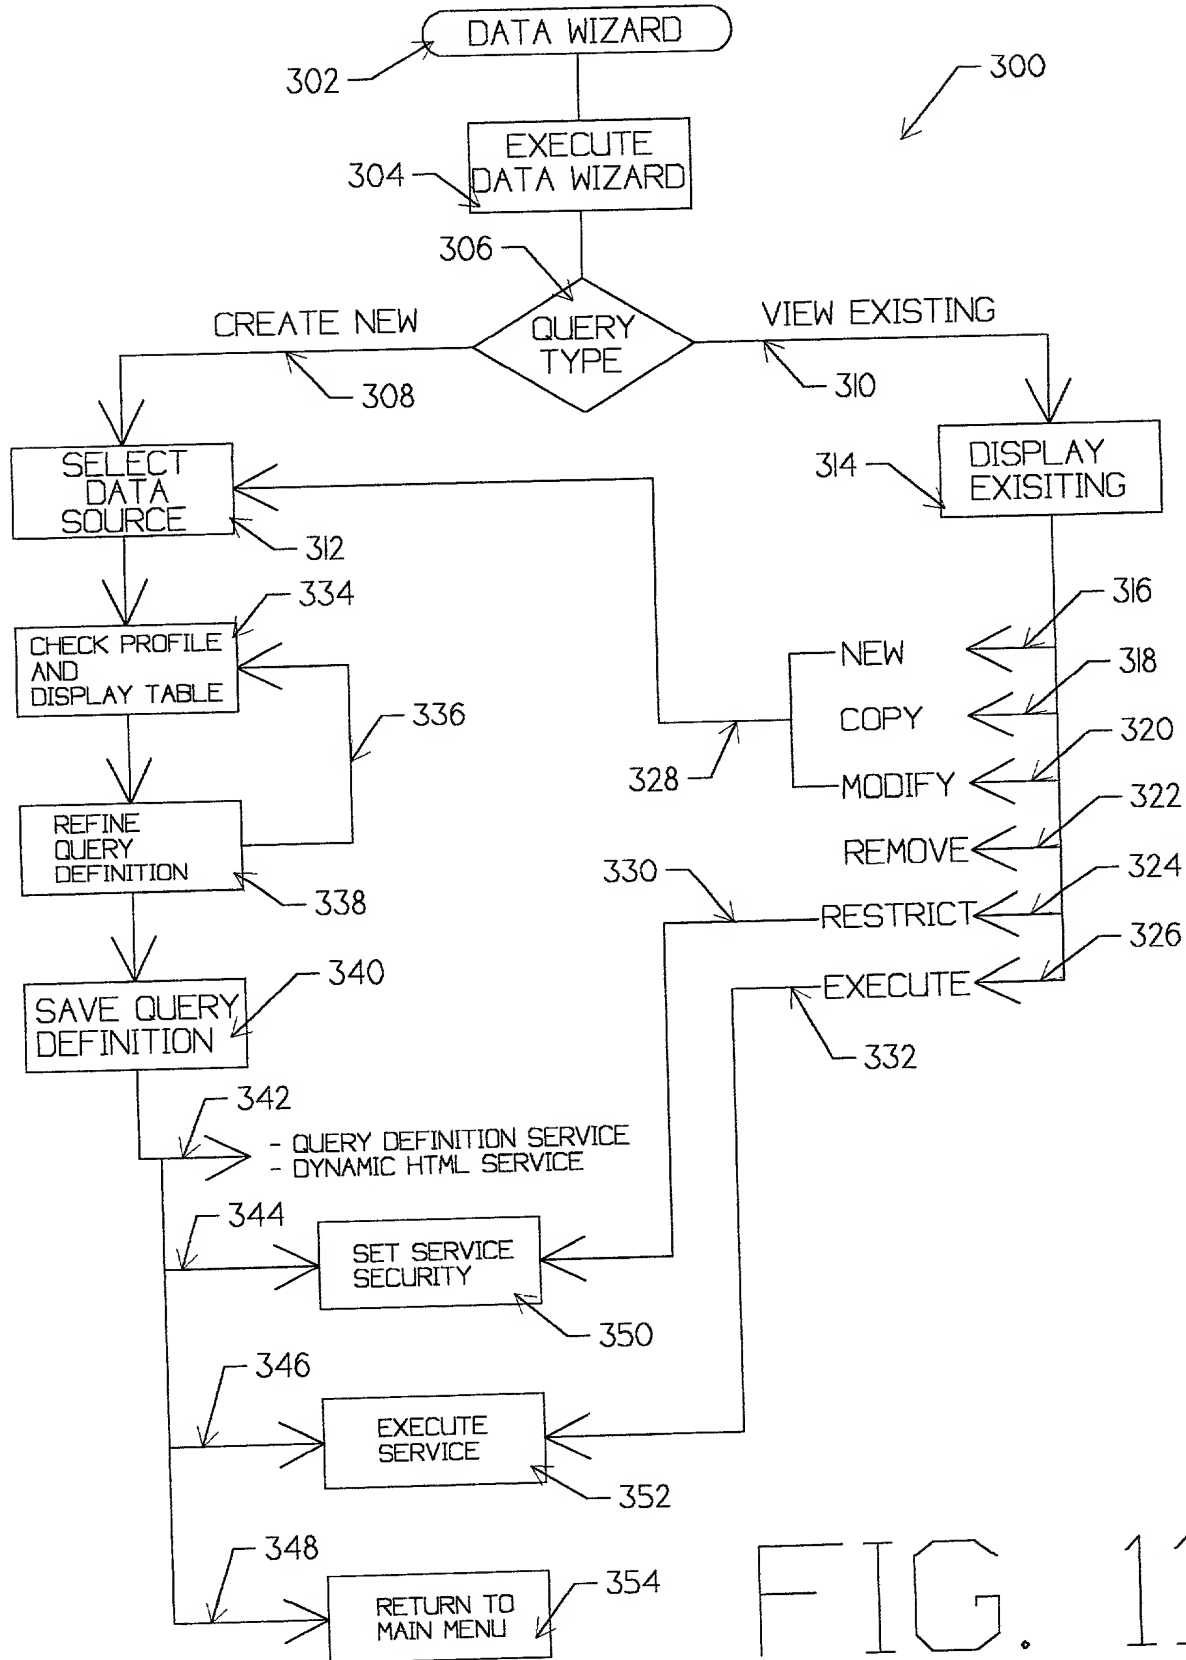 DATA WIZARD
302
300
EXECUTE
DATA WIZARD
304
306
CREATE NEW
QUERY
TYPE
VIEW EXISTING
308
310
SELECT
DATA
SOURCE
312
314
DISPLAY
EXISITING
334
CHECK PROFILE
AND
DISPLAY TABLE
336
316
NEW
318
COPY
320
328
MODIFY
322
REMOVE
REFINE
QUERY
DEFINITION
338
330
324
RESTRICT
326
EXECUTE
332
340
SAVE QUERY
DEFINITION
342
- QUERY DEFINITION SERVICE
- DYNAMIC HTML SERVICE
344
SET SERVICE
SECURITY
350
346
EXECUTE
SERVICE
352
348
RETURN TO
MAIN MENU
354
FIG. 11